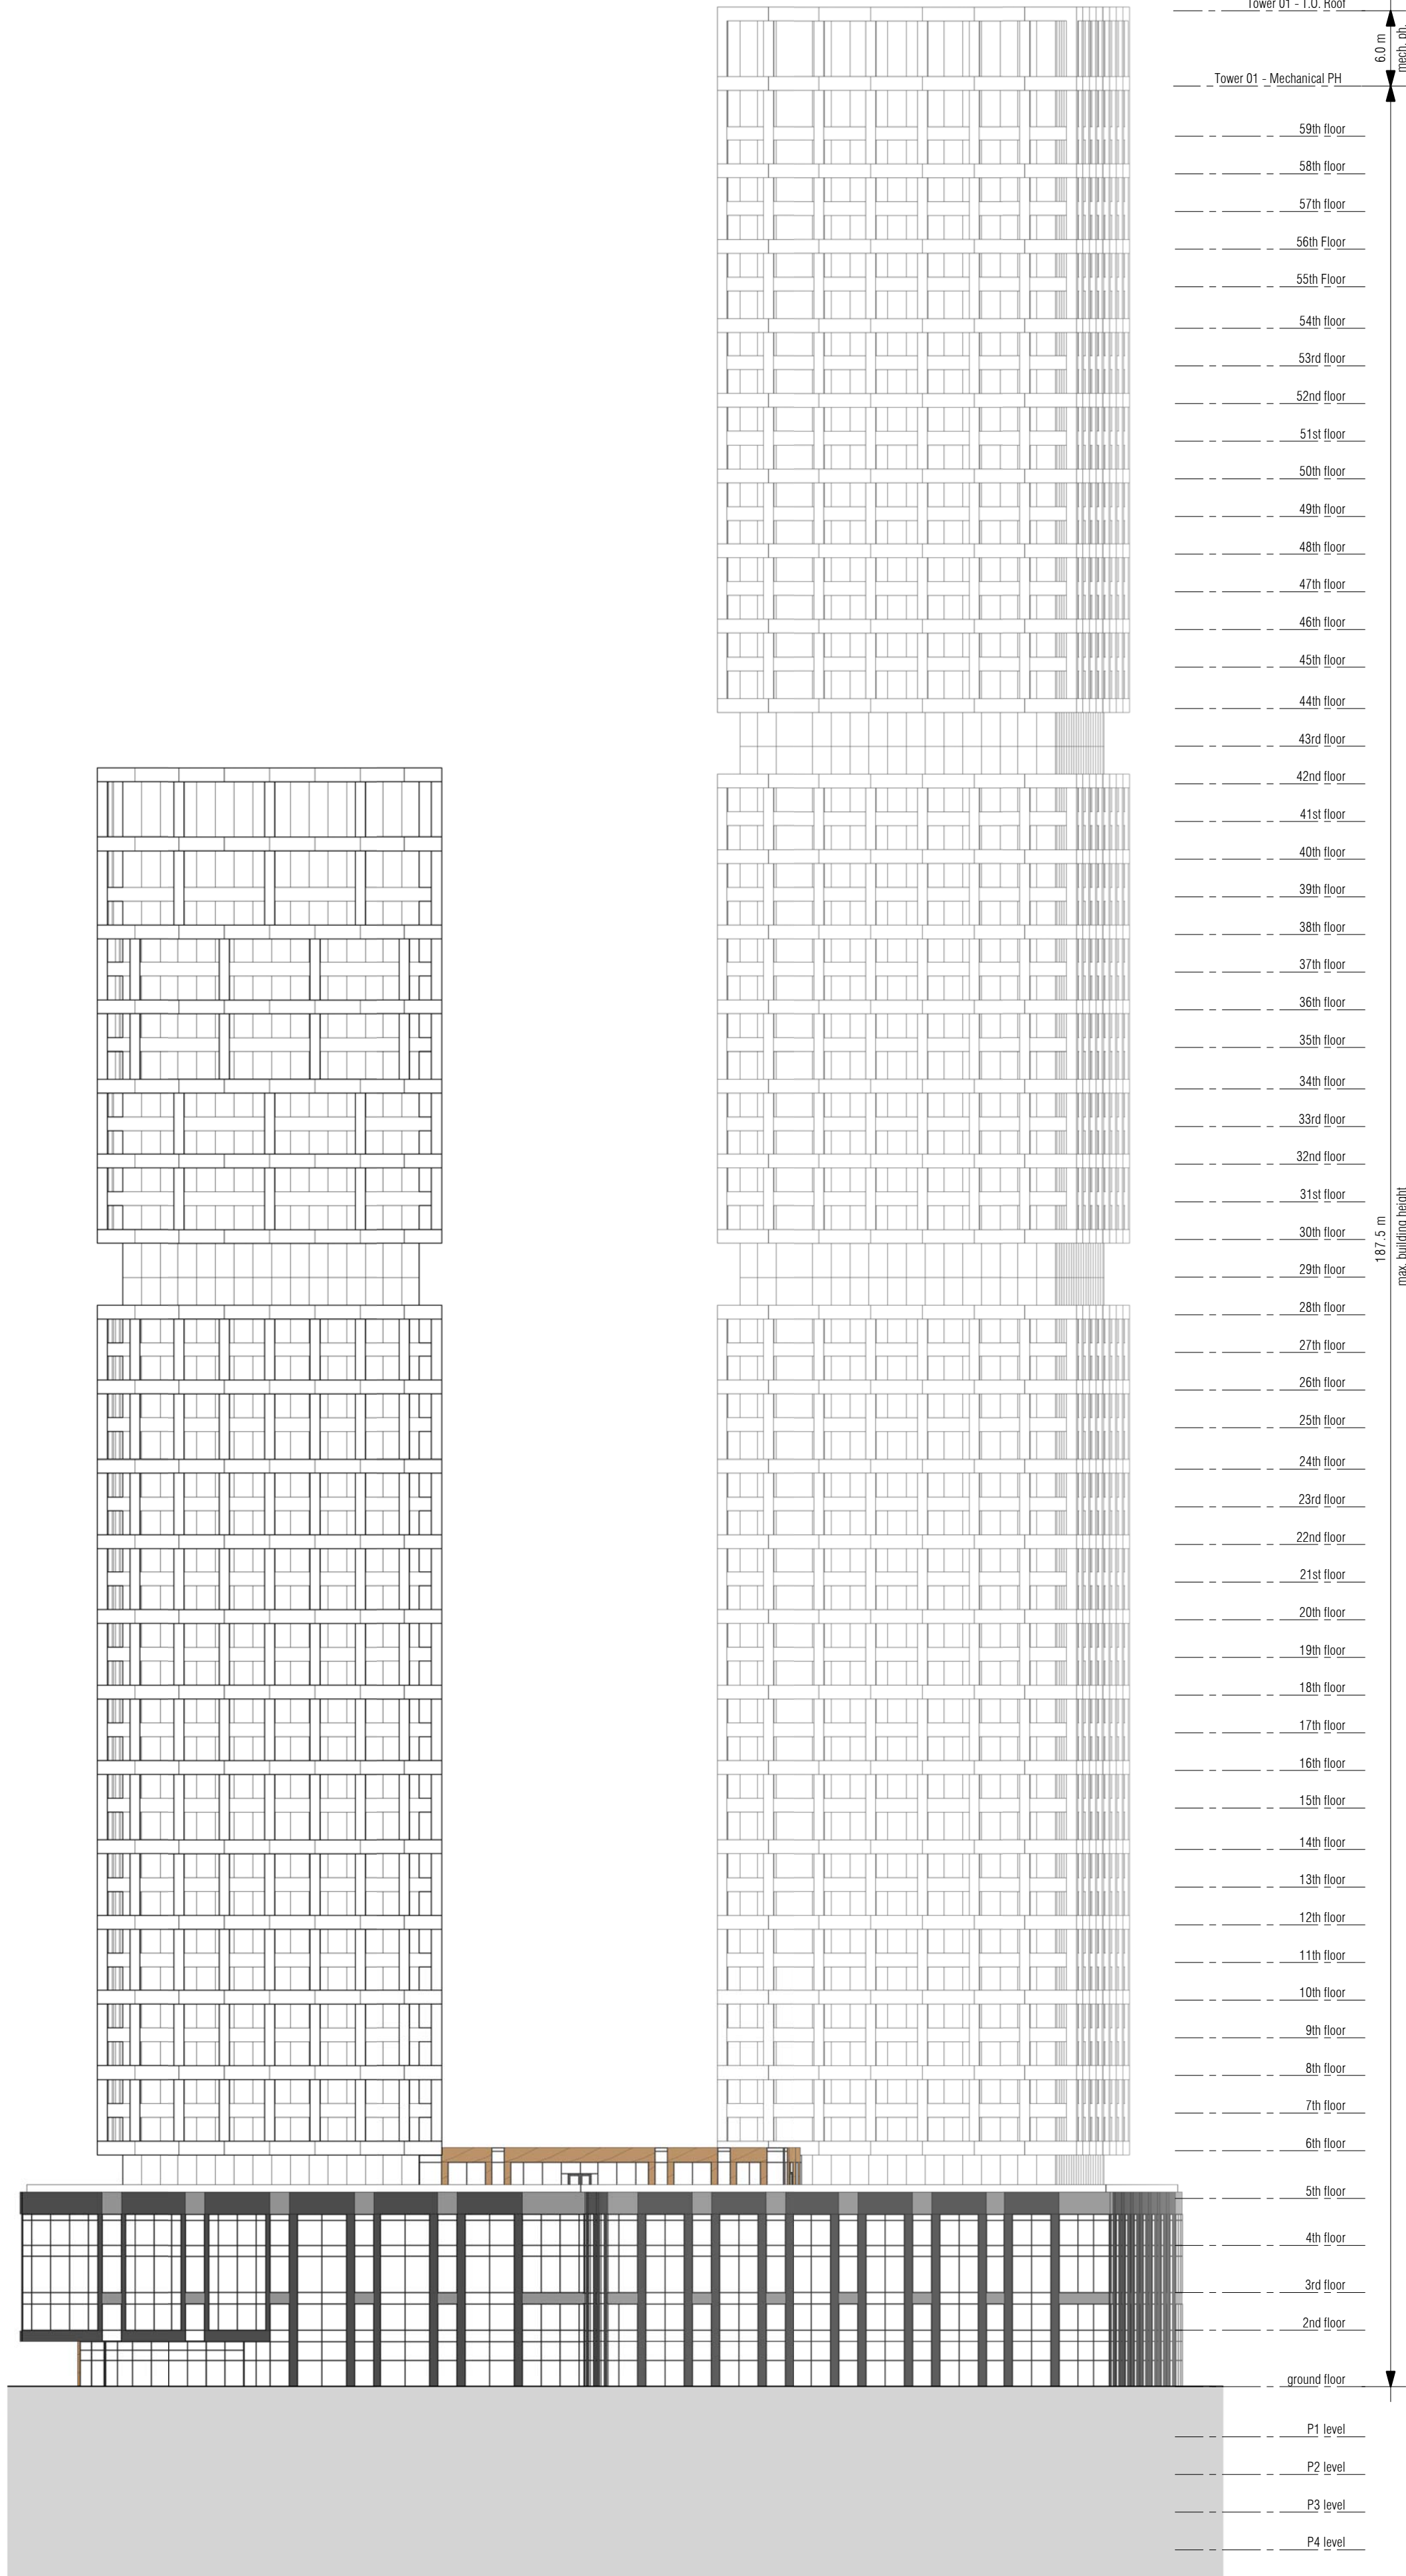 Tower 01 - T.O. Roof
6.0 m
mech. ph.
Tower 01 - Mechanical PH
59th floor
58th floor
57th floor
56th Floor
55th Floor
54th floor
53rd floor
52nd floor
51st floor
50th floor
49th floor
48th floor
47th floor
46th floor
45th floor
44th floor
43rd floor
42nd floor
41st floor
40th floor
39th floor
38th floor
37th floor
36th floor
35th floor
34th floor
33rd floor
32nd floor
31st floor
30th floor
187.5 m
max. building height
29th floor
28th floor
27th floor
26th floor
25th floor
24th floor
23rd floor
22nd floor
21st floor
20th floor
19th floor
18th floor
17th floor
16th floor
15th floor
14th floor
13th floor
12th floor
11th floor
10th floor
9th floor
8th floor
7th floor
6th floor
5th floor
4th floor
3rd floor
2nd floor
ground floor
P1 level
P2 level
P3 level
P4 level